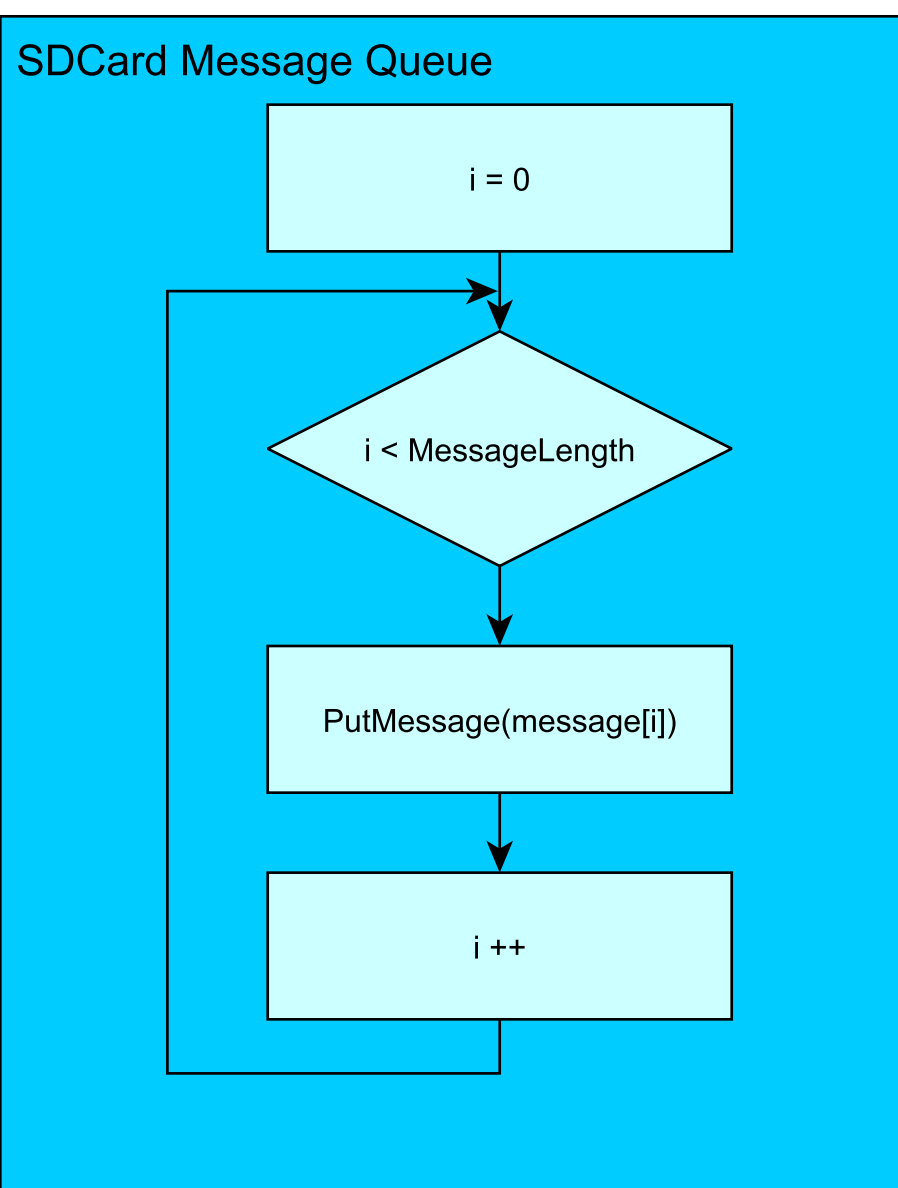 SDCard Message Queue
i = 0
i < MessageLength
PutMessage(message[i])
i ++